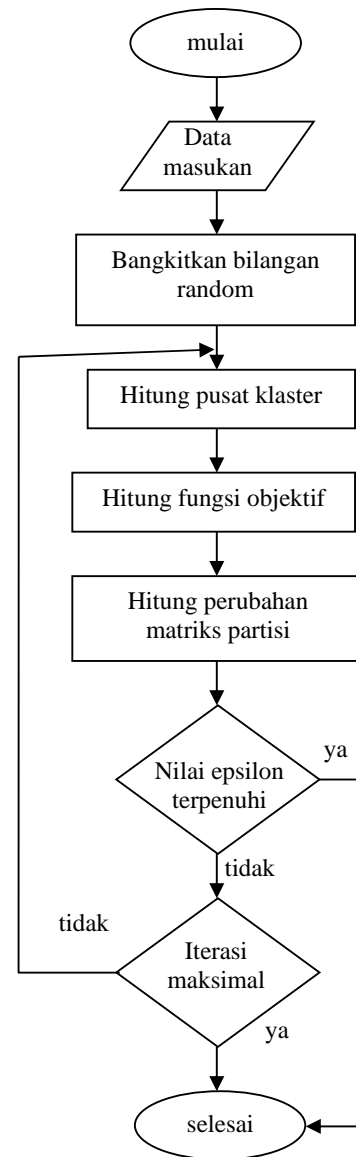 mulai
Data
masukan
Bangkitkan bilangan
random
Hitung pusat klaster
Hitung fungsi objektif
Hitung perubahan
matriks partisi
ya
Nilai epsilon
terpenuhi
tidak
tidak
Iterasi
maksimal
ya
selesai